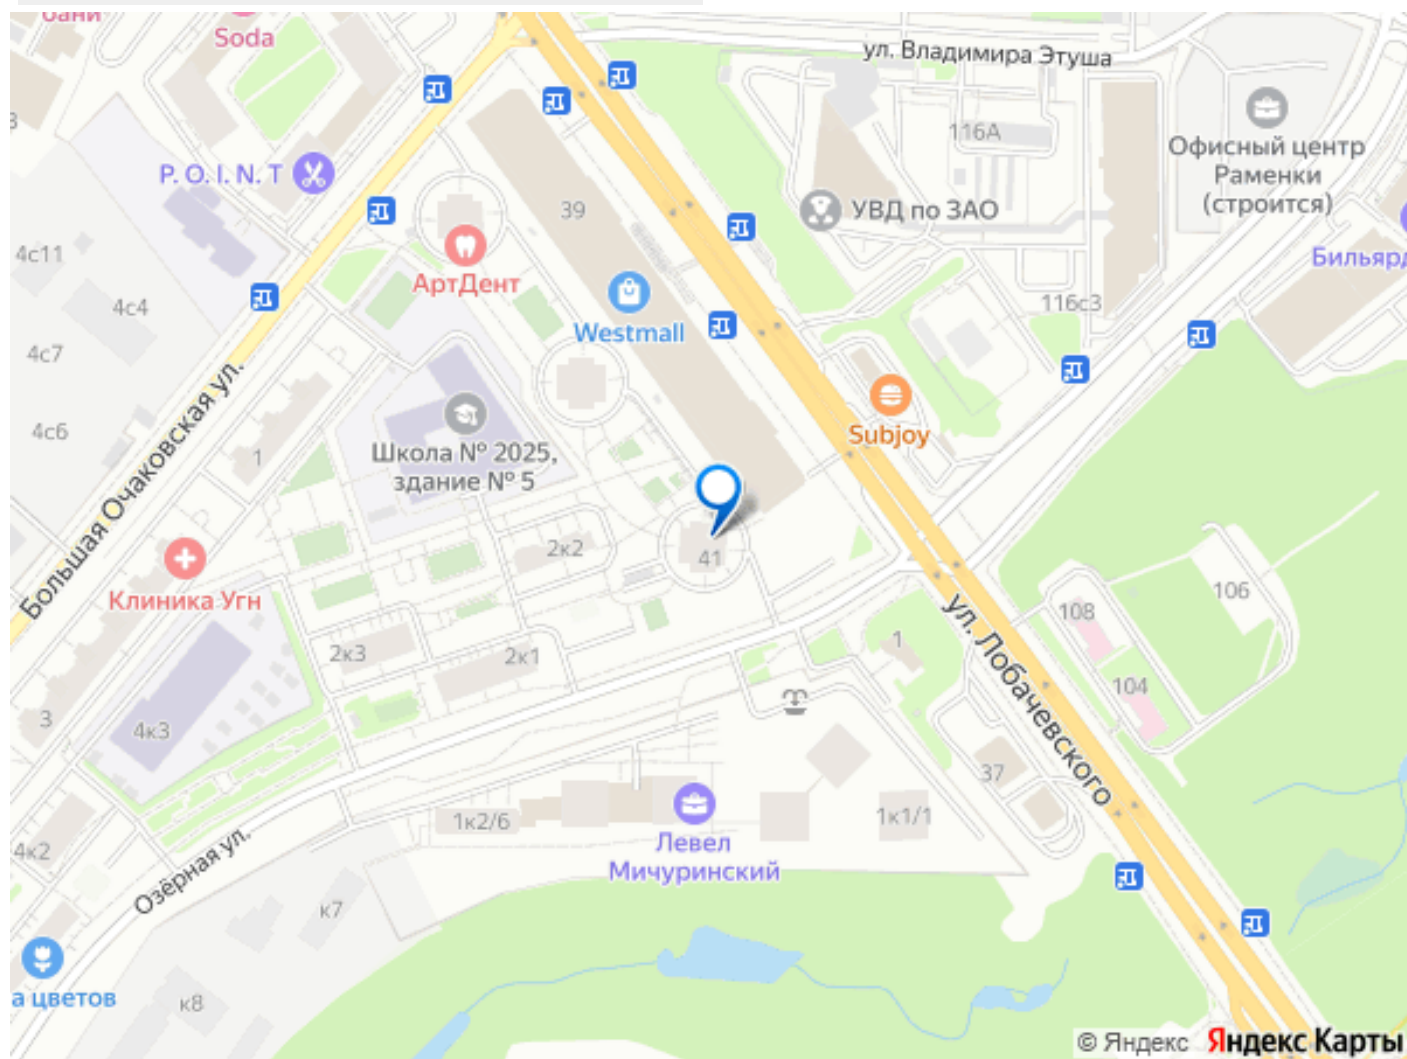 бани
Soda
ул. Владимира Этуша
116А
Офисный центр
Раменки
(строится)
P. O. I. N. T
39
УВД по ЗАО
Бильярд
4с11
АртДент
4с4
Westmall
116с3
4с7
4с6
Subjoy
Школа № 2025,
здание № 5
1
Большая Очаковская ул.
2к2
41
Клиника Угн
106
108
ул. Лобачевского
1
2к3
2к1
104
3
4к3
37
1к2/6
1к1/1
Левел
Мичуринский
4к2
Озёрная ул.
к7
а цветов
к8
© Яндекс Яндекс Карты